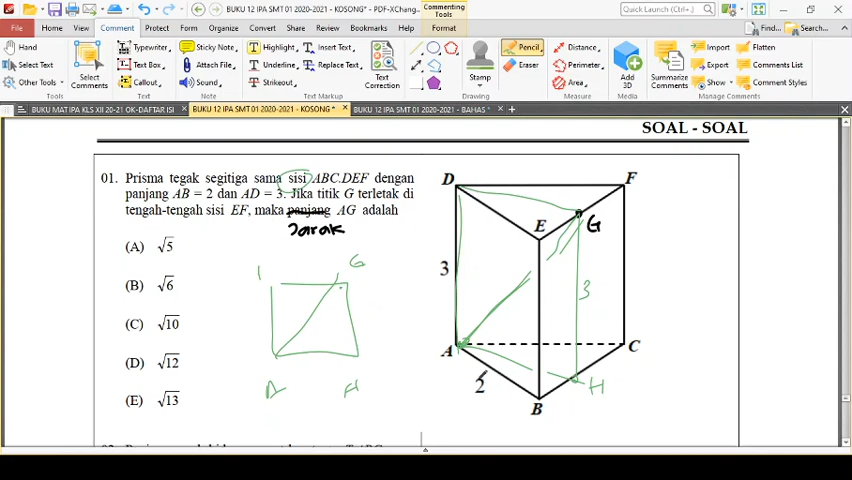 Commenting
Tools
BUKU 12 IPA SMT 01 2020-2021 - KOSONG* - PDF-XChang
Quick Launch (Ctrl+.)
File
Home
View
Comment
Protect
Form
Organize
Convert
Share
Review
Bookmarks
Help
Format
Find...
Hand
Select Text
Other Tools
Tools
Select
Comments
Typewriter
Text Box
Callout
Sticky Note
Attach File
Sound
Highlight
Underline
Strikeout
Insert Text
Replace Text
Text Markup
Text
Correction
Drawing
Pencil
Eraser
Stamp
Distance
Perimeter
Area
Measure
Add
3D
Media
Summarize
Comments
Import
Export
Show
Flatten
Comments List
Comment Styles
Manage Comments
Search...
BUKU MAT IPA KLS XII 20-21 OK-DAFTAR ISI
BUKU 12 IPA SMT 01 2020-2021 - KOSONG *
BUKU 12 IPA SMT 01 2020-2021 - BAHAS *
SOAL - SOAL
01. Prisma tegak segitiga sama sisi ABC.DEF dengan
panjang AB = 2 dan AD = 3. Jika titik G terletak di
tengah-tengah sisi EF, maka panjang AG adalah
Jarak
(A) √5
(B) √6
(C) √10
(D) √12
(E) √13
G
A
H
D
F
E
G
3
3
A
C
2
H
B